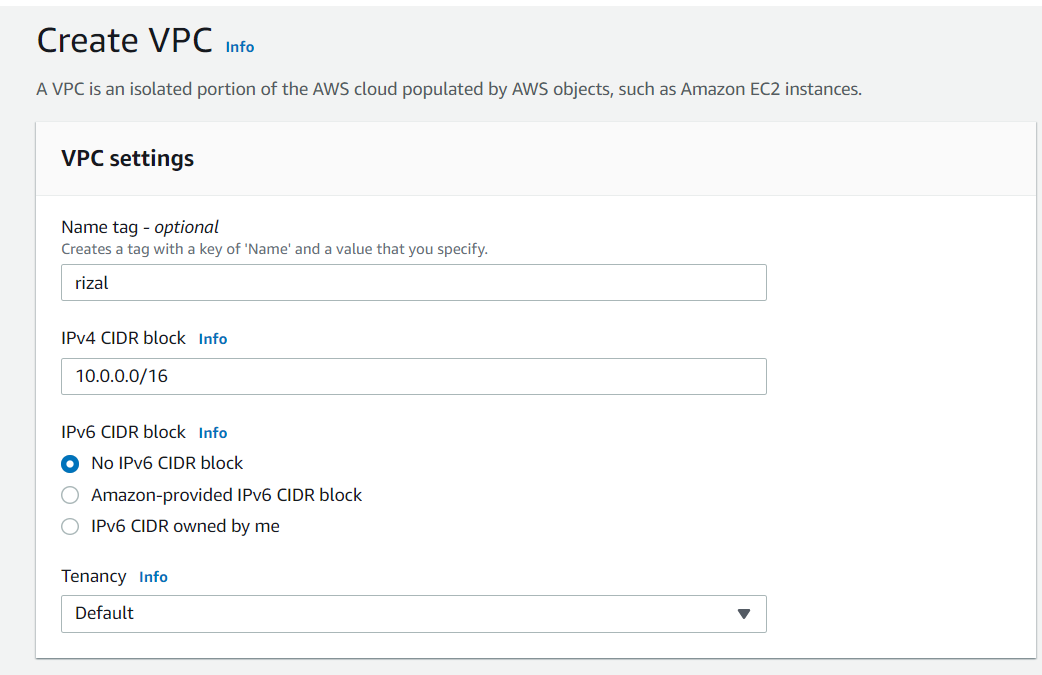 Create VPC Info
A VPC is an isolated portion of the AWS cloud populated by AWS objects, such as Amazon EC2 instances.
VPC settings
Name tag - optional
Creates a tag with a key of 'Name' and a value that you specify.
rizal
IPv4 CIDR block Info
10.0.0.0/16
IPv6 CIDR block Info
No IPv6 CIDR block
Amazon-provided IPv6 CIDR block
IPv6 CIDR owned by me
Tenancy Info
Default